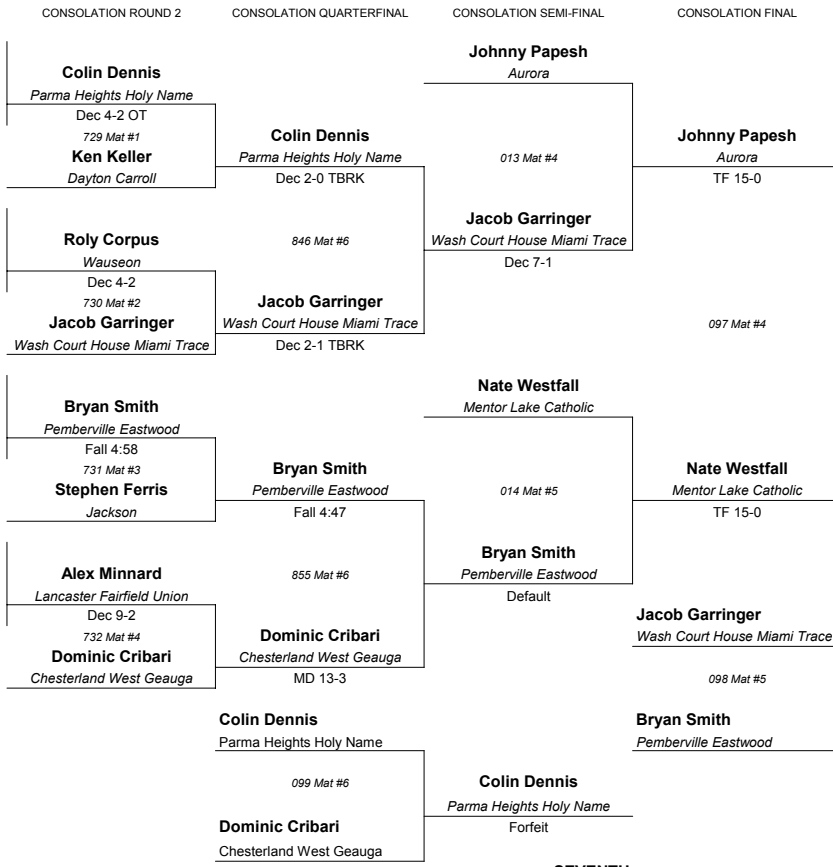 CONSOLATION ROUND 2
CONSOLATION QUARTERFINAL
CONSOLATION SEMI-FINAL
CONSOLATION FINAL
Colin Dennis
Parma Heights Holy Name
Dec 4-2 OT
729 Mat #1
Ken Keller
Dayton Carroll
Roly Corpus
Wauseon
Dec 4-2
730 Mat #2
Jacob Garringer
Wash Court House Miami Trace
Bryan Smith
Pemberville Eastwood
Fall 4:58
731 Mat #3
Stephen Ferris
Jackson
Alex Minnard
Lancaster Fairfield Union
Dec 9-2
732 Mat #4
Dominic Cribari
Chesterland West Geauga
Colin Dennis
Parma Heights Holy Name
Dec 2-0 TBRK
846 Mat #6
Jacob Garringer
Wash Court House Miami Trace
Dec 2-1 TBRK
Bryan Smith
Pemberville Eastwood
Fall 4:47
855 Mat #6
Dominic Cribari
Chesterland West Geauga
MD 13-3
Colin Dennis
Parma Heights Holy Name
099 Mat #6
Dominic Cribari
Chesterland West Geauga
Johnny Papesh
Aurora
013 Mat #4
Jacob Garringer
Wash Court House Miami Trace
Dec 7-1
Nate Westfall
Mentor Lake Catholic
014 Mat #5
Bryan Smith
Pemberville Eastwood
Default
Colin Dennis
Parma Heights Holy Name
Forfeit
Johnny Papesh
Aurora
TF 15-0
097 Mat #4
Nate Westfall
Mentor Lake Catholic
TF 15-0
Jacob Garringer
Wash Court House Miami Trace
098 Mat #5
Bryan Smith
Pemberville Eastwood
SEVENTH